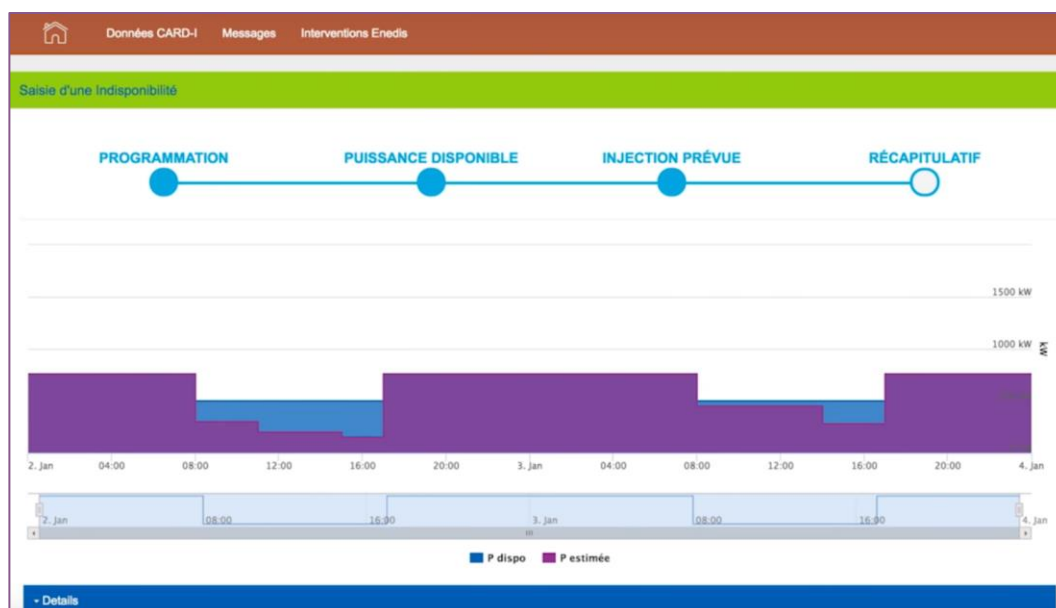 Données CARD-I Messages Interventions Enedis
Saisie d'une Indisponibilité
PROGRAMMATION PUISSANCE DISPONIBLE INJECTION PRÉVUE RÉCAPITULATIF
1500 kW
1000 kW
kW
2. Jan 04:00 08:00 12:00 16:00 20:00 3. Jan 04:00 08:00 12:00 16:00 20:00 4. Jan
2. Jan 08:00 16:00 3. Jan 08:00 16:00 4. Jan
P dispo P estimée
- Details